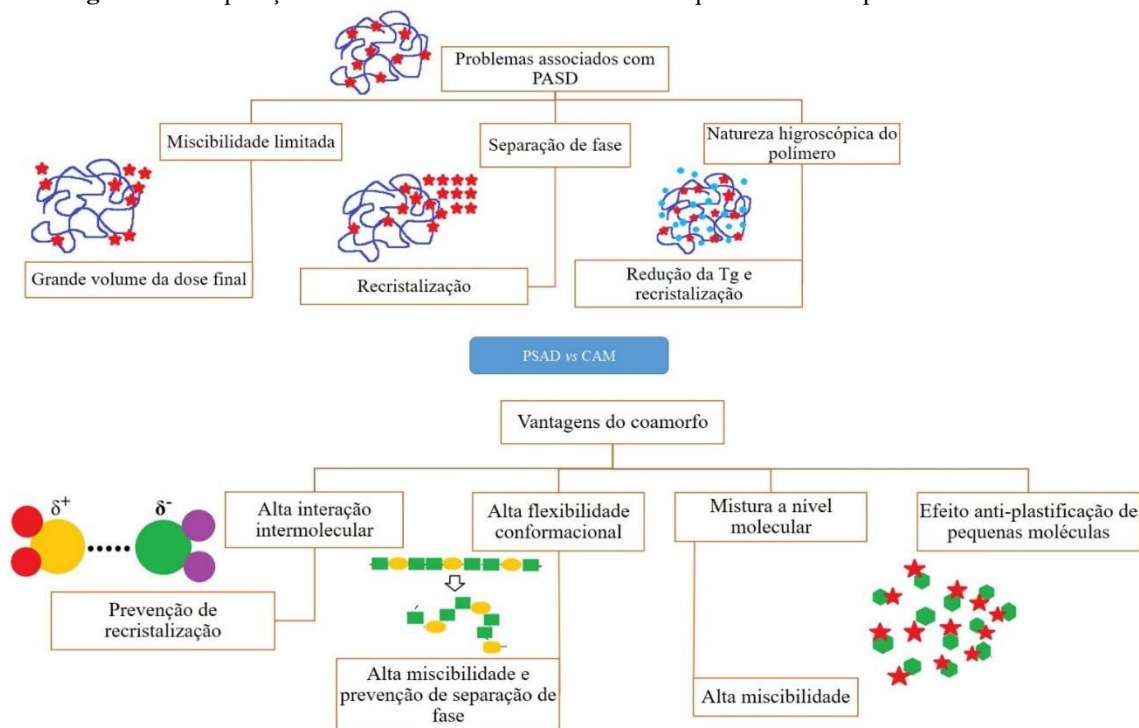 Problemas associados com
PASD
Miscibilidade limitada
Separação de fase
Natureza higroscópica do
polímero
Grande volume da dose final
Recristalização
Redução da Tg e
recristalização
PSAD vs CAM
Vantagens do coamorfo
δ+
δ-
Alta interação
intermolecular
Alta flexibilidade
conformacional
Mistura a nível
molecular
Efeito anti-plastificação de
pequenas moléculas
Prevenção de
recristalização
Alta miscibilidade e
prevenção de separação de
fase
Alta miscibilidade